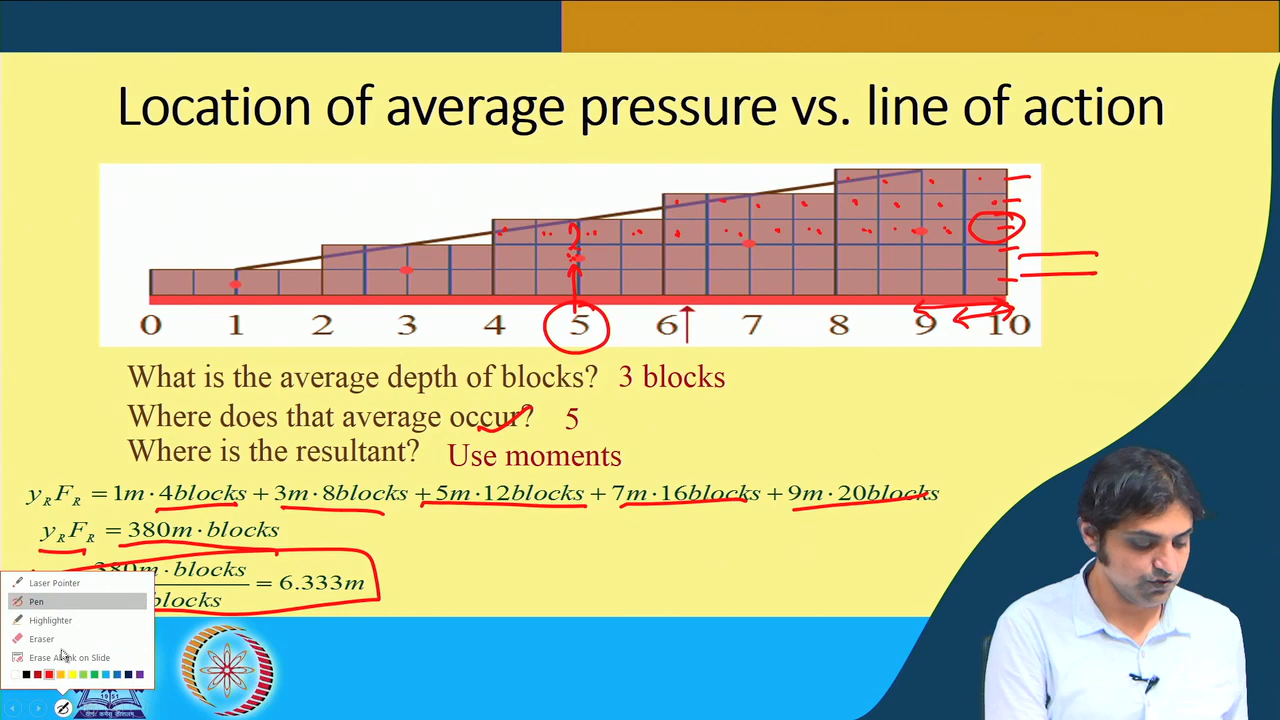 Location of average pressure vs. line of action
0 1 2 3 4 5 6 7 8 9 10
What is the average depth of blocks? 3 blocks
Where does that average occur? 5
Where is the resultant? Use moments
y_R F_R = 1m · 4blocks + 3m · 8blocks + 5m · 12blocks + 7m · 16blocks + 9m · 20blocks
y_R F_R = 380m · blocks
380m · blocks
blocks
= 6.333m
Laser Pointer
Pen
Highlighter
Eraser
Erase All Ink on Slide
1951